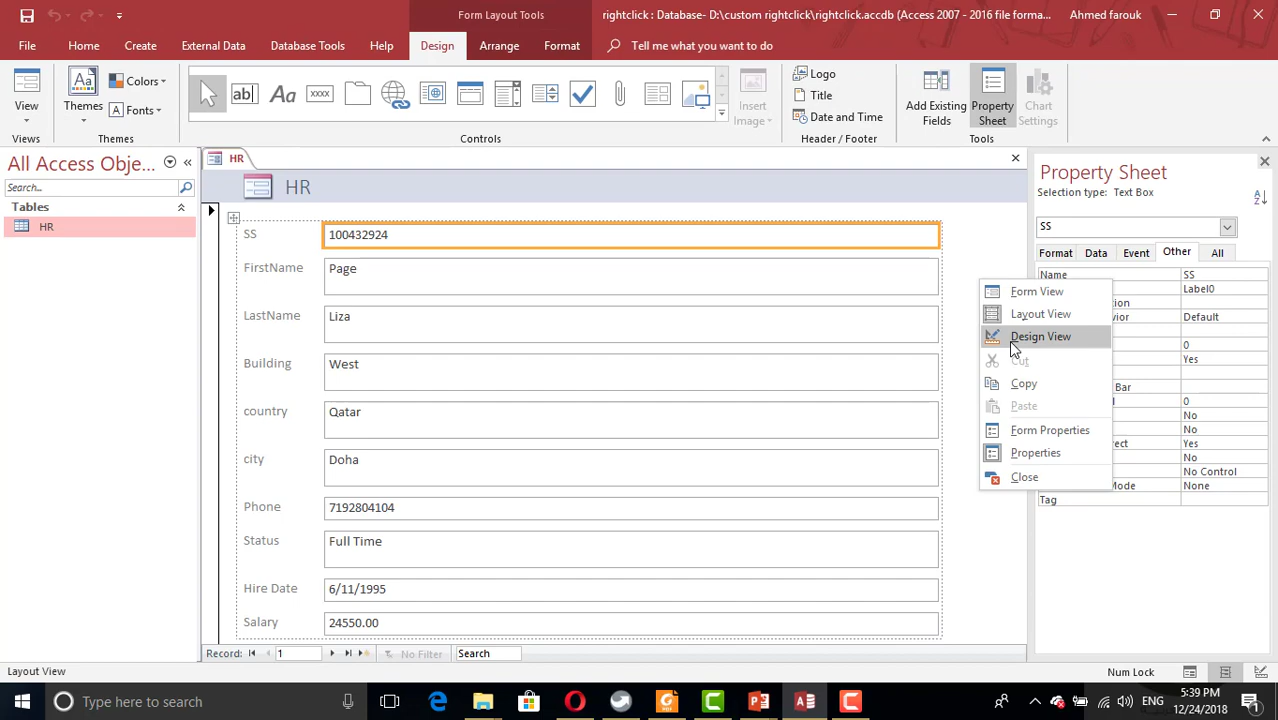 Form Layout Tools
rightclick : Database- D:\custom rightclick\rightclick.accdb (Access 2007 - 2016 file forma...
Ahmed farouk
File Home Create External Data Database Tools Help Design Arrange Format Tell me what you want to do
View
Views
Themes
Colors
Fonts
Themes
Controls
Insert Image
Logo
Title
Date and Time
Header / Footer
Add Existing Fields
Property Sheet
Chart Settings
Tools
All Access Obje...
Search...
Tables
HR
HR
HR
SS 100432924
FirstName Page
LastName Liza
Building West
country Qatar
city Doha
Phone 7192804104
Status Full Time
Hire Date 6/11/1995
Salary 24550.00
Record: 1 No Filter Search
Form View
Layout View
Design View
Cut
Copy
Paste
Form Properties
Properties
Close
Property Sheet
Selection type: Text Box
SS
Format Data Event Other All
Name SS
Label0
tion
vior Default
0
Yes
Bar
l 0
No
No
rect Yes
No
No Control
Mode None
Tag
Layout View
Num Lock
Type here to search
ENG
5:39 PM
12/24/2018